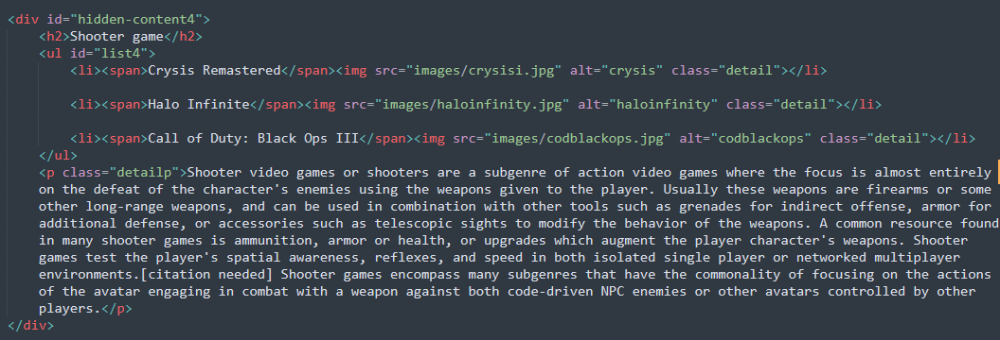 <div id="hidden-content4">
<h2>Shooter game</h2>
<ul id="list4">
<li><span>Crysis Remastered</span><img src="images/crysisi.jpg" alt="crysis" class="detail"></li>
<li><span>Halo Infinite</span><img src="images/haloinfinity.jpg" alt="haloinfinity" class="detail"></li>
<li><span>Call of Duty: Black Ops III</span><img src="images/codblackops.jpg" alt="codblackops" class="detail"></li>
</ul>
<p class="detailp">Shooter video games or shooters are a subgenre of action video games where the focus is almost entirely
on the defeat of the character's enemies using the weapons given to the player. Usually these weapons are firearms or some
other long-range weapons, and can be used in combination with other tools such as grenades for indirect offense, armor for
additional defense, or accessories such as telescopic sights to modify the behavior of the weapons. A common resource found
in many shooter games is ammunition, armor or health, or upgrades which augment the player character's weapons. Shooter
games test the player's spatial awareness, reflexes, and speed in both isolated single player or networked multiplayer
environments.[citation needed] Shooter games encompass many subgenres that have the commonality of focusing on the actions
of the avatar engaging in combat with a weapon against both code-driven NPC enemies or other avatars controlled by other
players.</p>
</div>